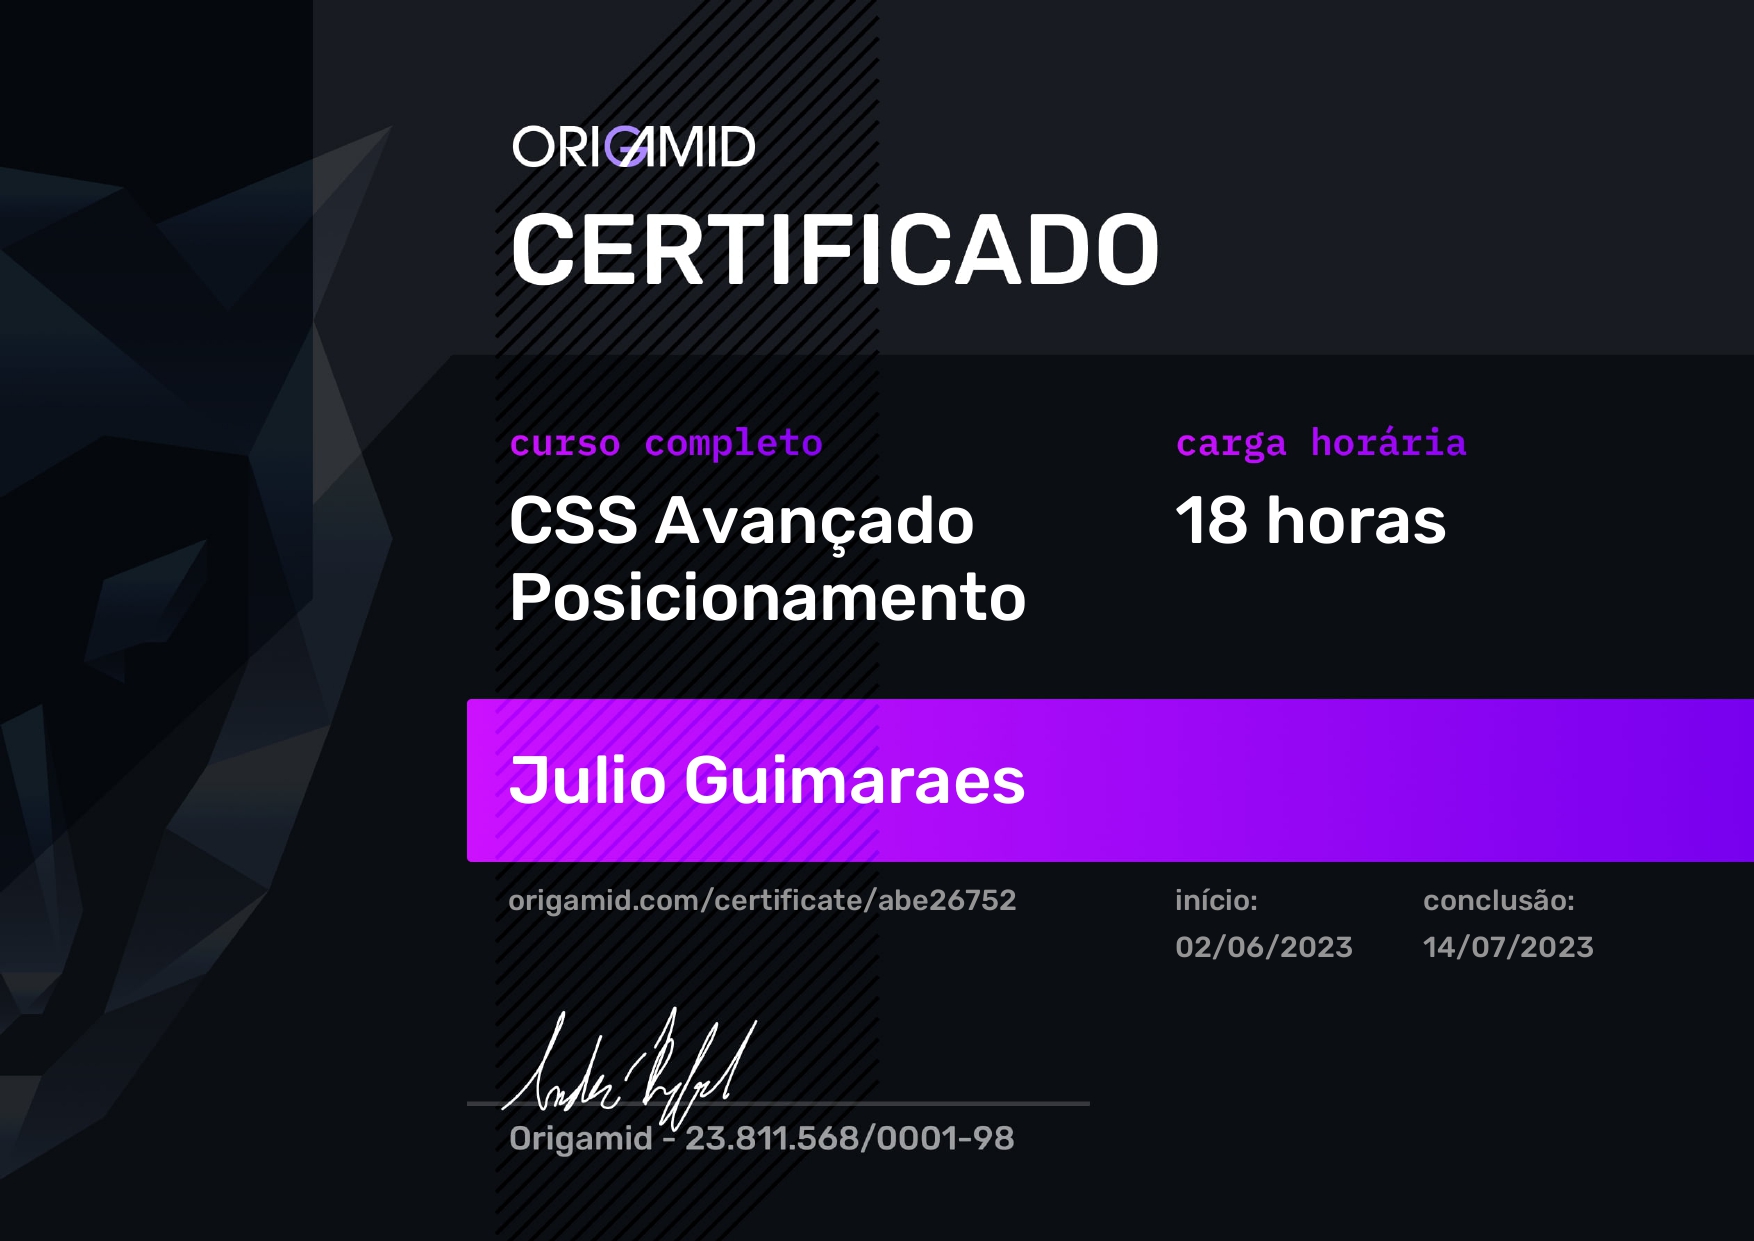 ORIGAMID
CERTIFICADO
curso completo
CSS Avançado
Posicionamento
carga horária
18 horas
Julio Guimaraes
origamid.com/certificate/abe26752
início:
02/06/2023
conclusão:
14/07/2023
Origamid - 23.811.568/0001-98